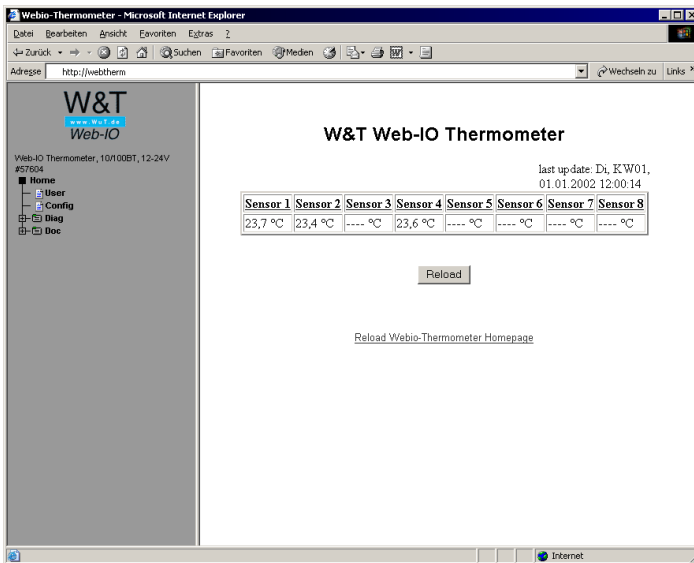 Webio-Thermometer - Microsoft Internet Explorer
Datei Bearbeiten Ansicht Favoriten Extras ?
Zurück Suchen Favoriten Medien
Adresse http://webtherm Wechseln zu Links »
W&T
www.WuT.de
Web-IO
Web-IO Thermometer, 10/100BT, 12-24V
#57604
Home
User
Config
Diag
Doc
W&T Web-IO Thermometer
last update: Di, KW01,
01.01.2002 12:00:14
Sensor 1 Sensor 2 Sensor 3 Sensor 4 Sensor 5 Sensor 6 Sensor 7 Sensor 8
23,7 °C 23,4 °C ---- °C 23,6 °C ---- °C ---- °C ---- °C ---- °C
Reload
Reload Webio-Thermometer Homepage
Internet